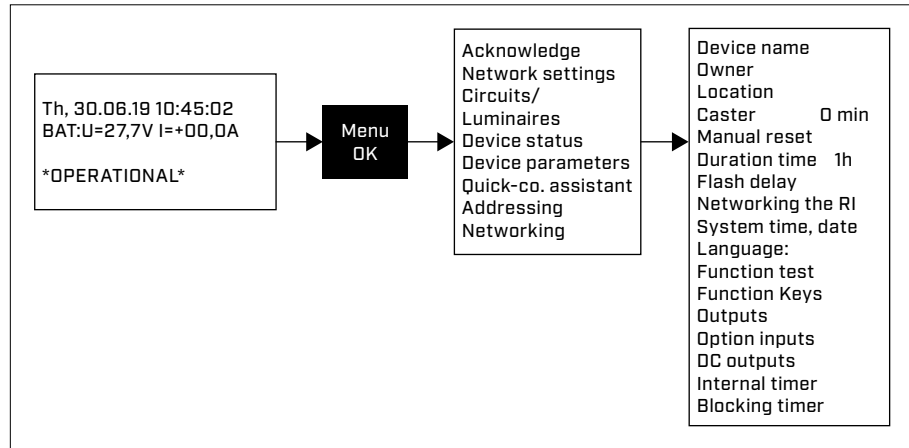 Th, 30.06.19 10:45:02
BAT:U=27,7V I=+00,0A
*OPERATIONAL*
Menu
OK
Acknowledge
Network settings
Circuits/
Luminaires
Device status
Device parameters
Quick-co. assistant
Addressing
Networking
Device name
Owner
Location
Caster 0 min
Manual reset
Duration time 1h
Flash delay
Networking the RI
System time, date
Language:
Function test
Function Keys
Outputs
Option inputs
DC outputs
Internal timer
Blocking timer